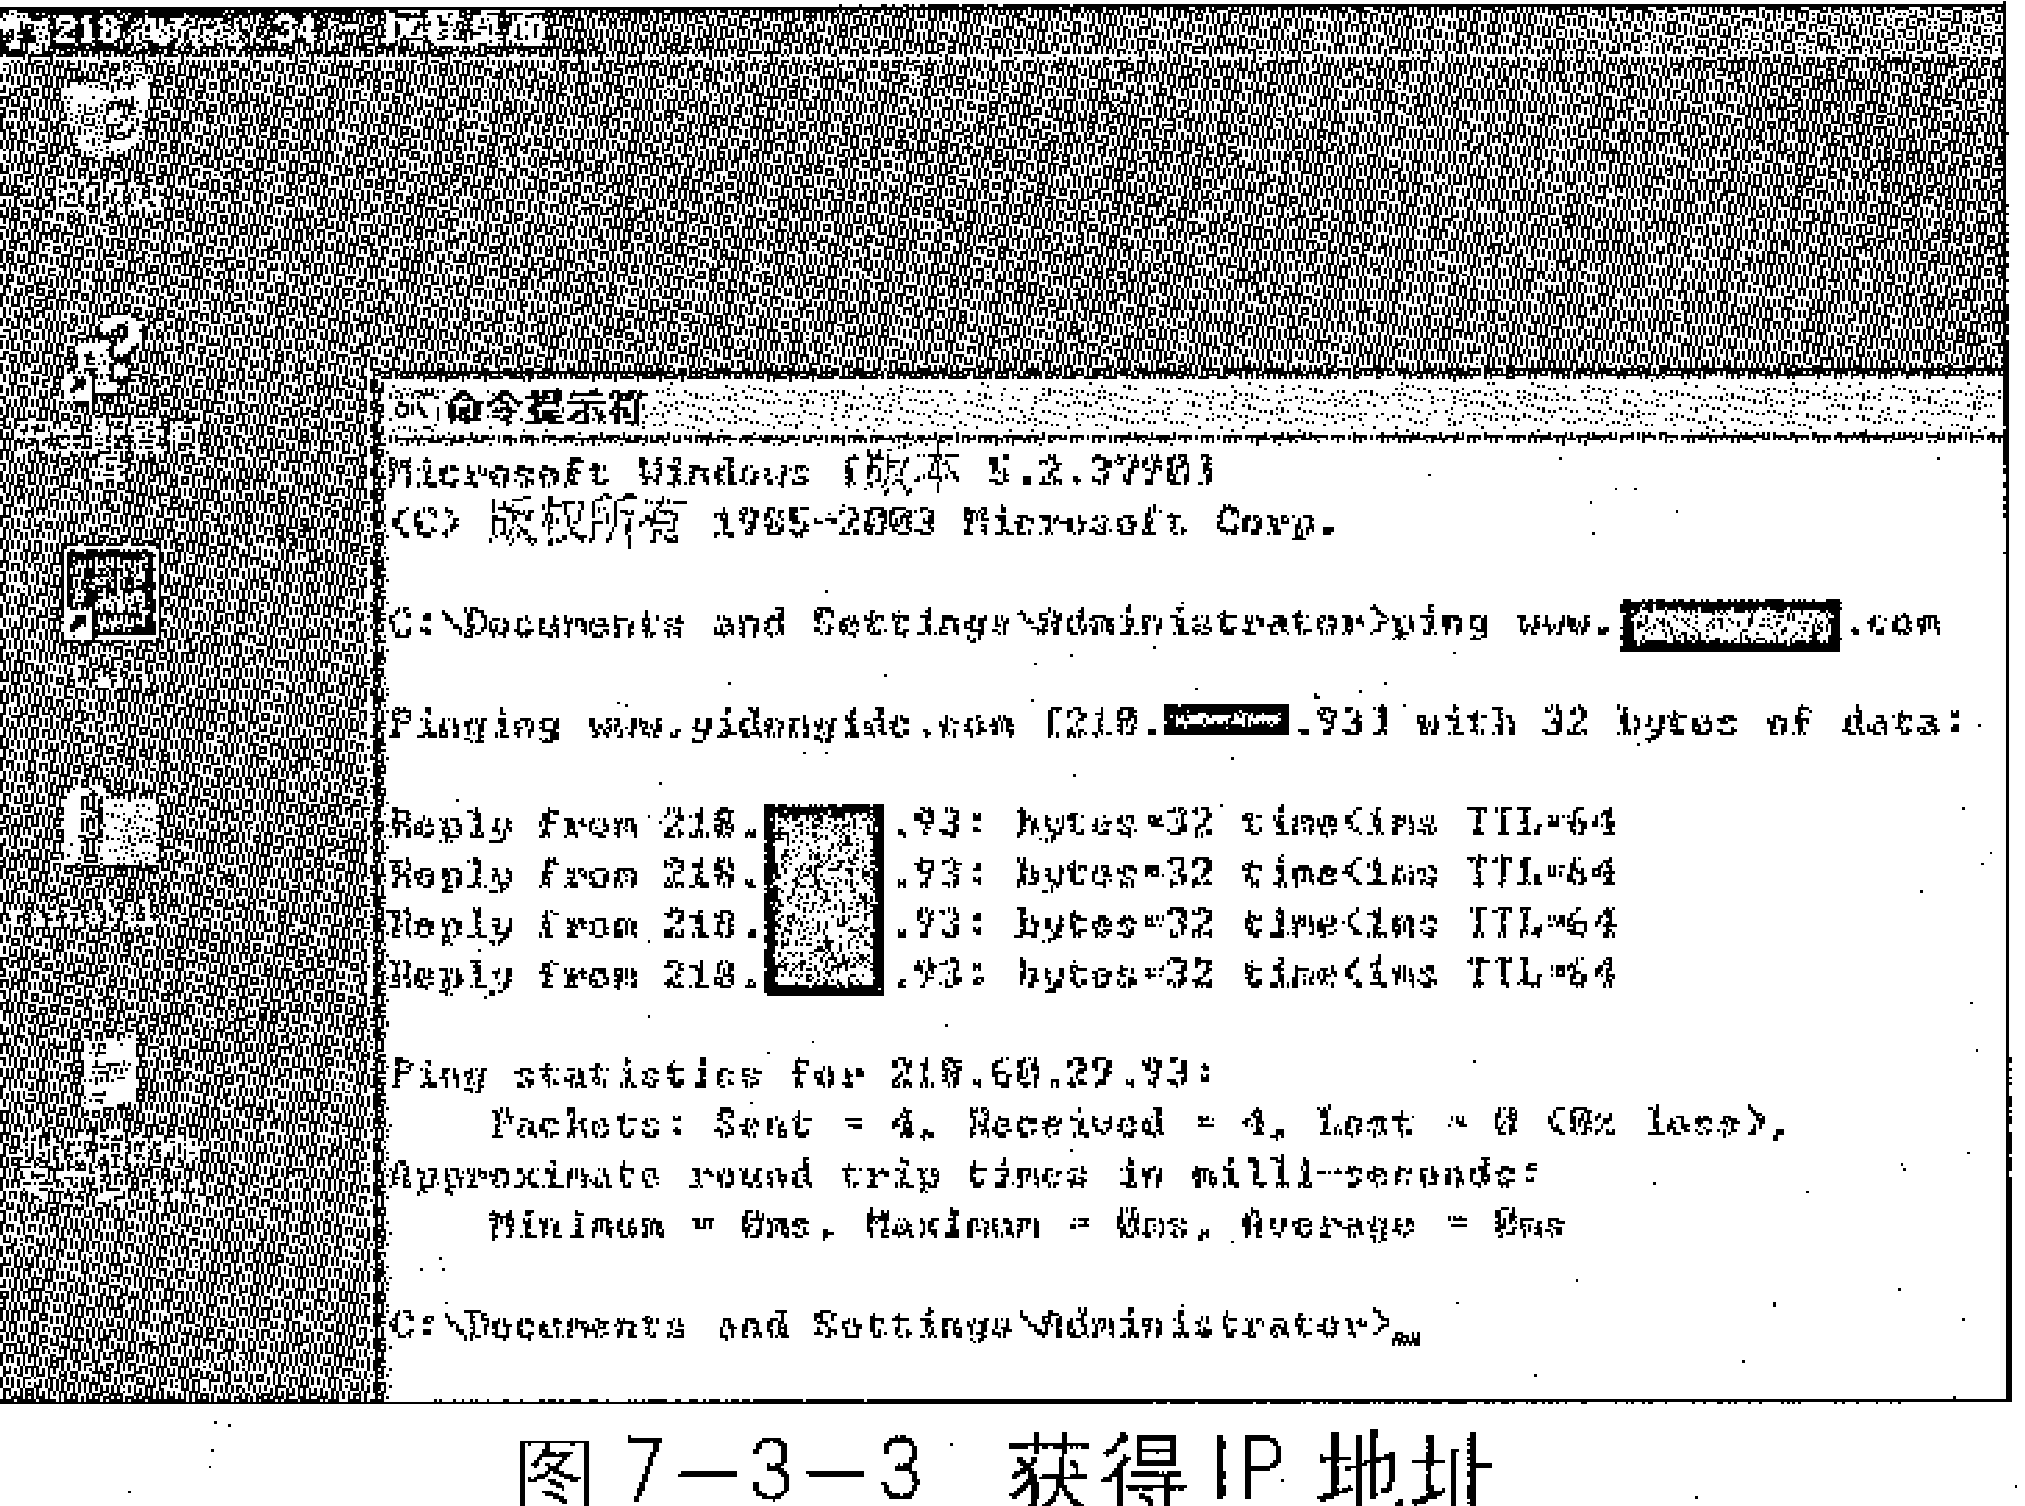 命令提示符
Microsoft Windows [版本 5.2.3790]
(C) 版权所有 1985-2003 Microsoft Corp.
C:\Documents and Settings\Administrator>ping www. .com
Pinging www.yidongidc.com [218. .93] with 32 bytes of data:
Reply from 218. .93: bytes=32 time<1ms TTL=64
Reply from 218. .93: bytes=32 time<1ms TTL=64
Reply from 218. .93: bytes=32 time<1ms TTL=64
Reply from 218. .93: bytes=32 time<1ms TTL=64
Ping statistics for 218.60.29.93:
Packets: Sent = 4, Received = 4, Lost = 0 (0% loss),
Approximate round trip times in milli-seconds:
Minimum = 0ms, Maximum = 0ms, Average = 0ms
C:\Documents and Settings\Administrator>_
图 7-3-3 获得 IP 地址